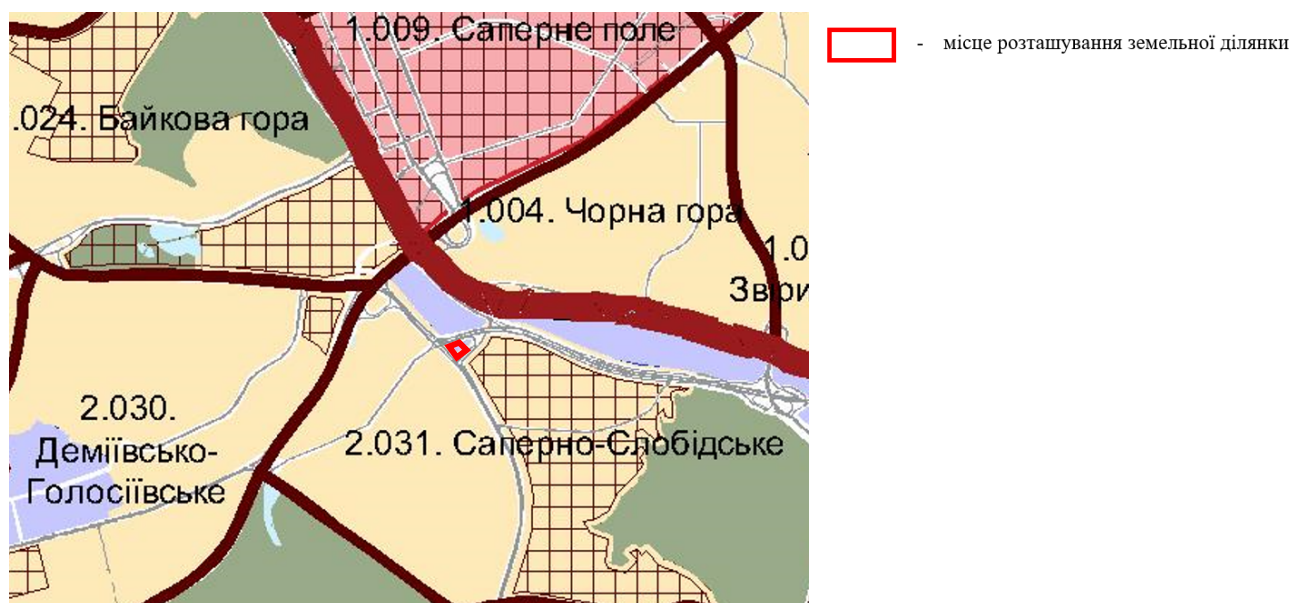 1.009. Саперне поле
- місце розташування земельної ділянки
.024. Байкова гора
1.004. Чорна гора
1.0
Звіри
2.030.
Деміївсько-
Голосіївське
2.031. Саперно-Слобідське